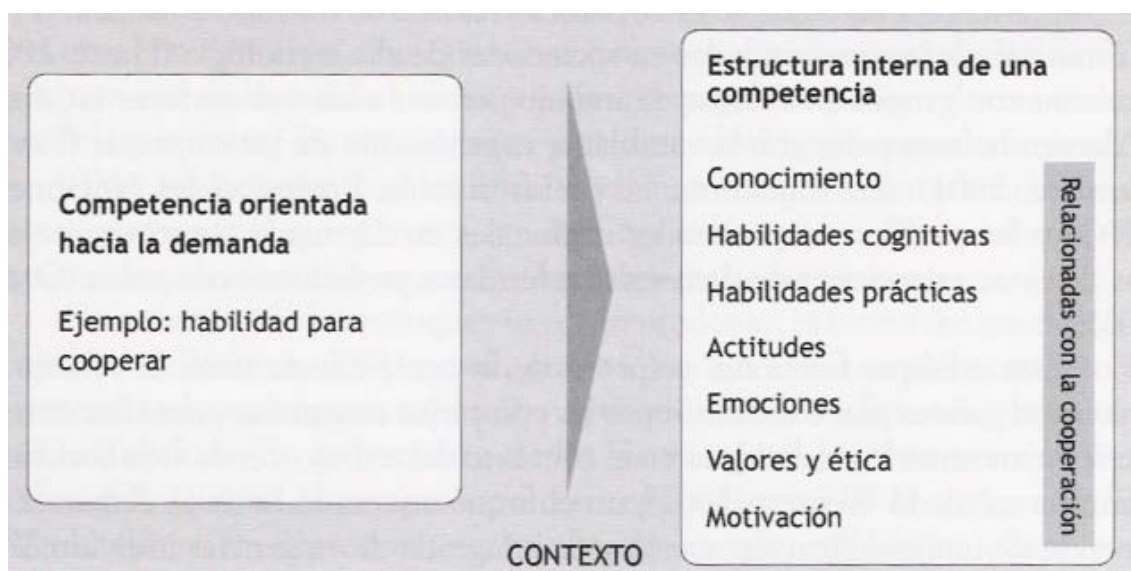 Competencia orientada
hacia la demanda
Ejemplo: habilidad para
cooperar
CONTEXTO
Estructura interna de una
competencia
Conocimiento
Habilidades cognitivas
Habilidades prácticas
Actitudes
Emociones
Valores y ética
Motivación
Relacionadas con la cooperación